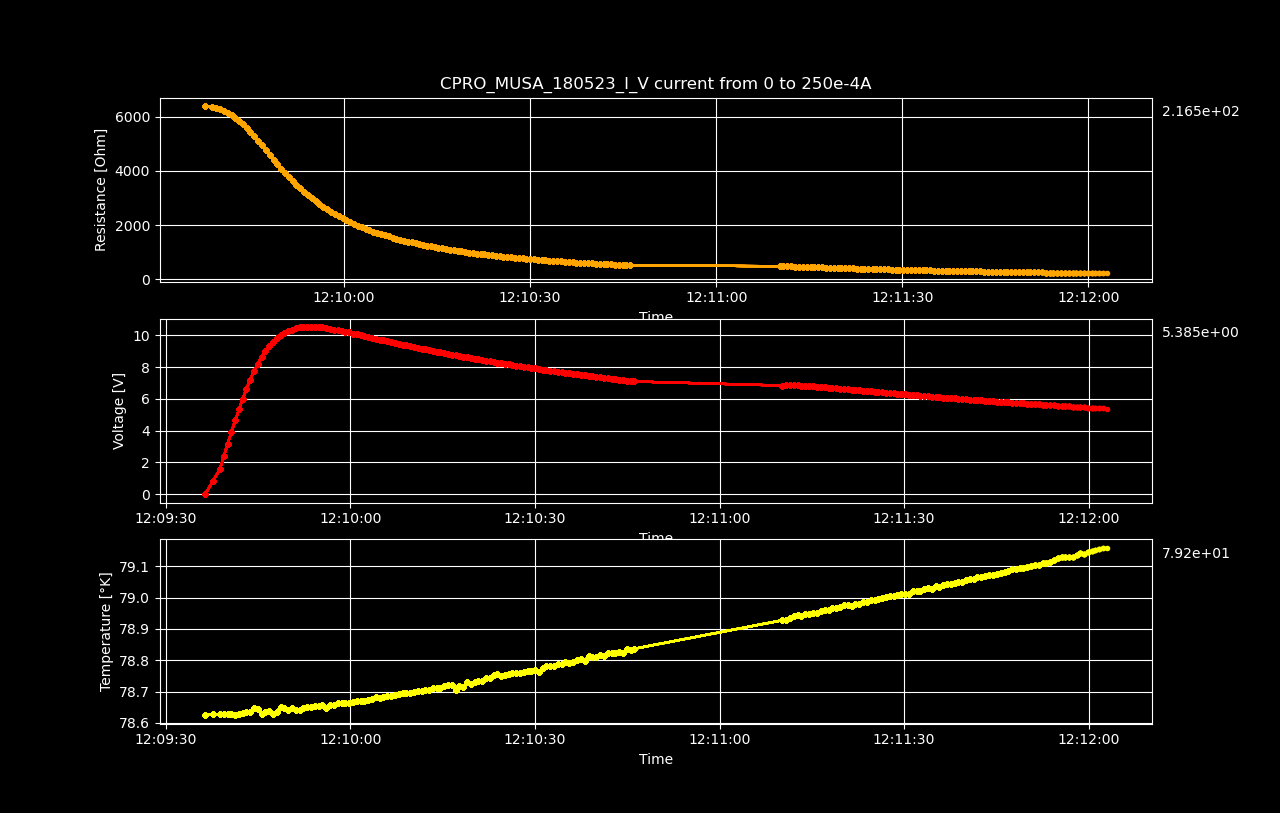 CPRO_MUSA_180523_I_V current from 0 to 250e-4A
2.165e+02
6000
4000
2000
0
Resistance [Ohm]
12:10:00 12:10:30 12:11:00 12:11:30 12:12:00
Time
5.385e+00
10
8
6
4
2
0
Voltage [V]
12:09:30 12:10:00 12:10:30 12:11:00 12:11:30 12:12:00
Time
7.92e+01
79.1
79.0
78.9
78.8
78.7
78.6
Temperature [°K]
12:09:30 12:10:00 12:10:30 12:11:00 12:11:30 12:12:00
Time